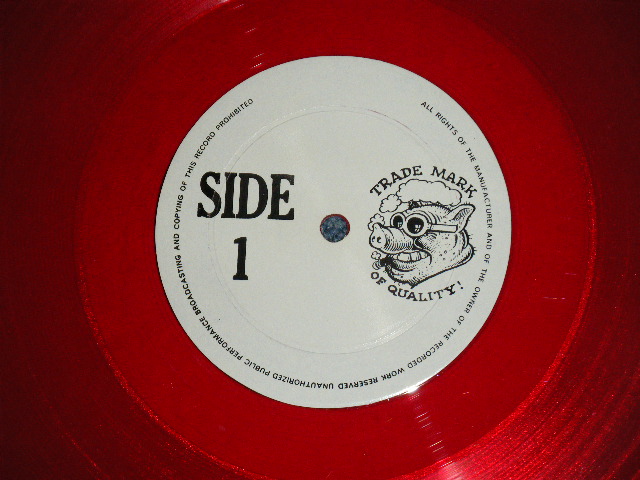 SIDE
1
TRADE MARK
OF QUALITY!
ALL RIGHTS OF THE MANUFACTURER AND OF THE OWNER OF THE RECORDED WORK RESERVED UNAUTHORIZED PUBLIC PERFORMANCE BROADCASTING AND COPYING OF THIS RECORD PROHIBITED